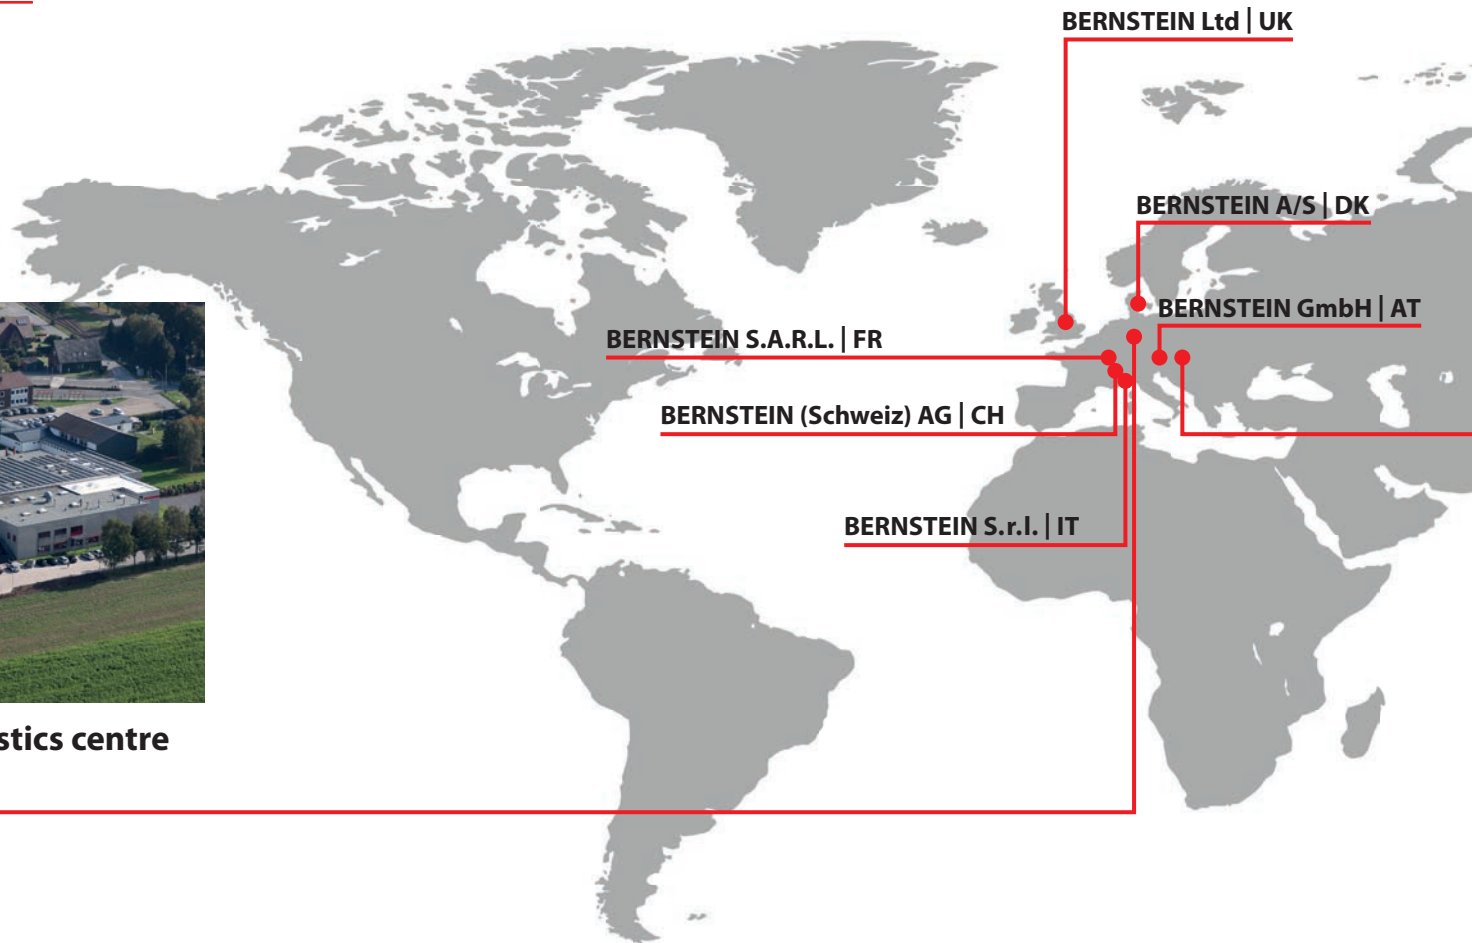 BERNSTEIN Ltd | UK
BERNSTEIN A/S | DK
BERNSTEIN GmbH | AT
BERNSTEIN S.A.R.L. | FR
BERNSTEIN (Schweiz) AG | CH
BERNSTEIN S.r.l. | IT
stics centre